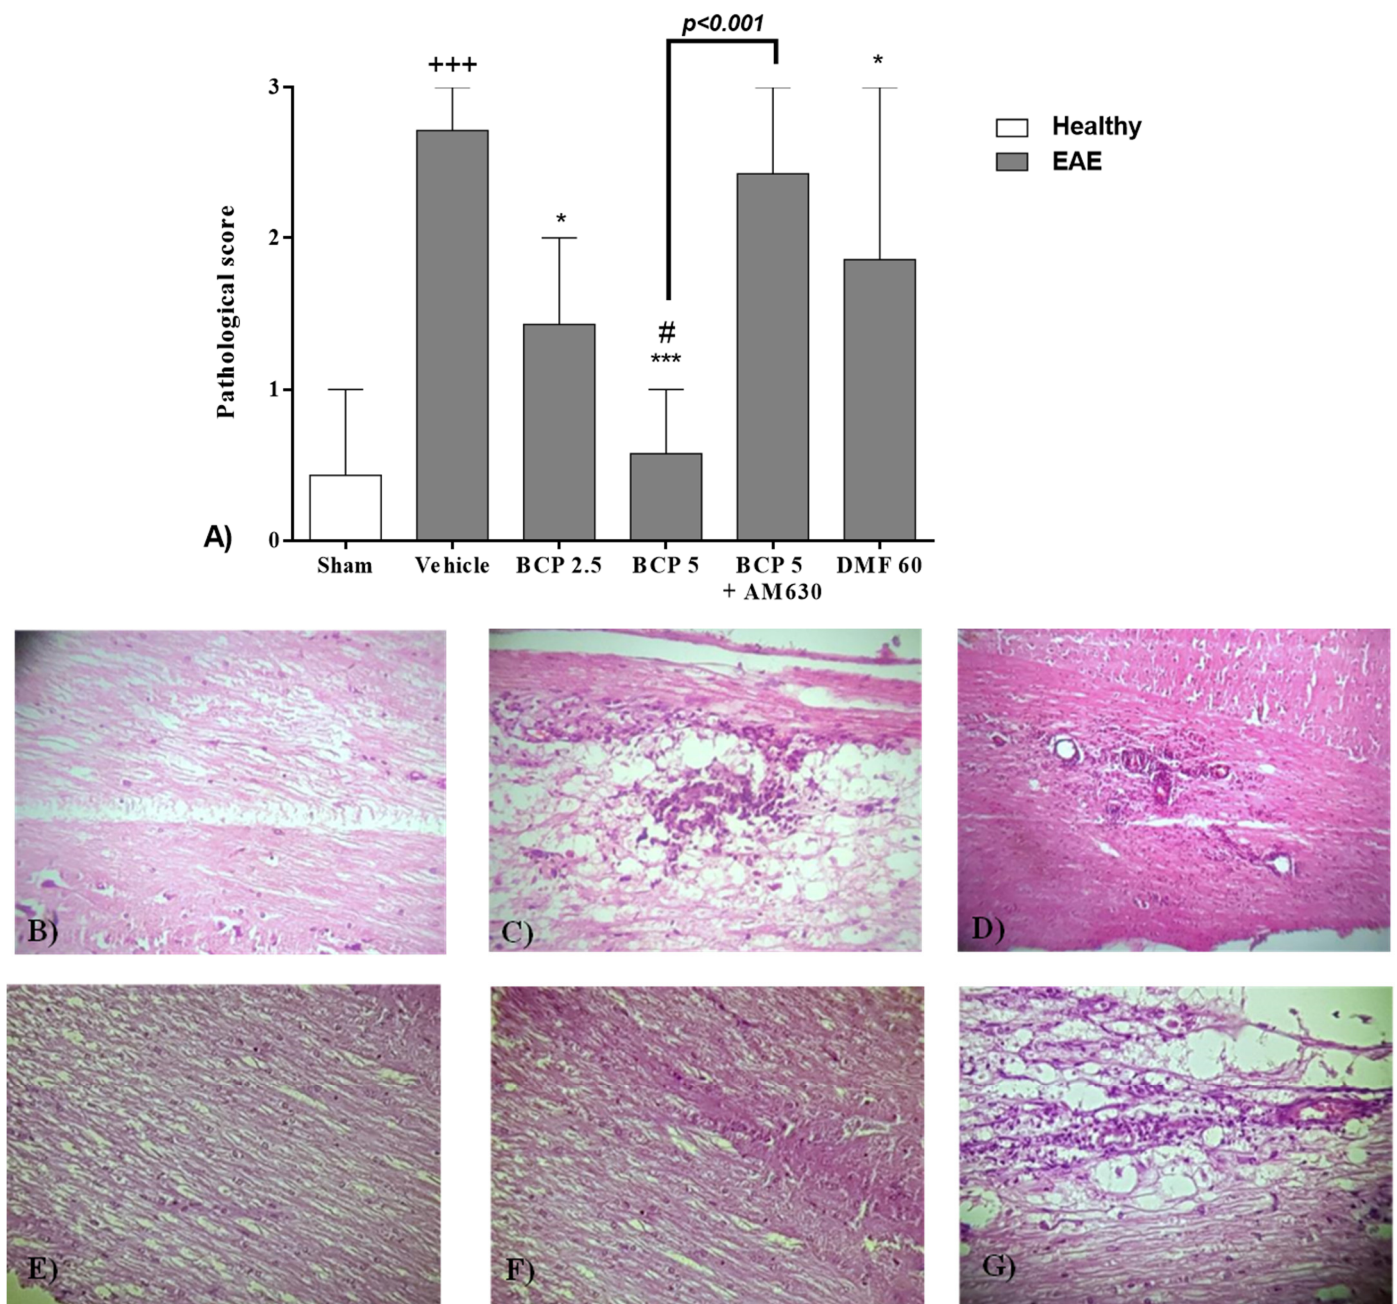 p<0.001
+++
*
*
#
***
3
2
1
0
Pathological score
Healthy
EAE
A)
Sham
Vehicle
BCP 2.5
BCP 5
BCP 5
+ AM630
DMF 60
B)
C)
D)
E)
F)
G)